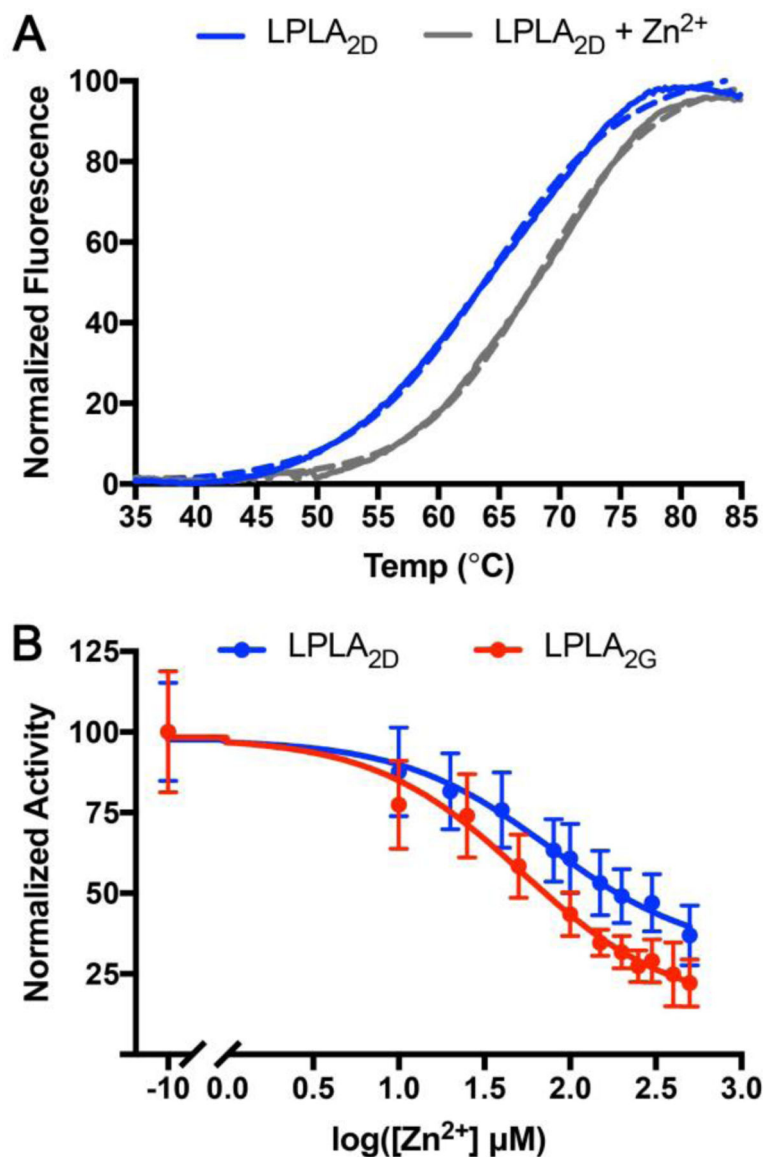 A
LPLA2D LPLA2D + Zn2+
Normalized Fluorescence
100
80
60
40
20
0
35 40 45 50 55 60 65 70 75 80 85
Temp (°C)
B
LPLA2D LPLA2G
Normalized Activity
125
100
75
50
25
-10 0.0 0.5 1.0 1.5 2.0 2.5 3.0
log([Zn2+] µM)